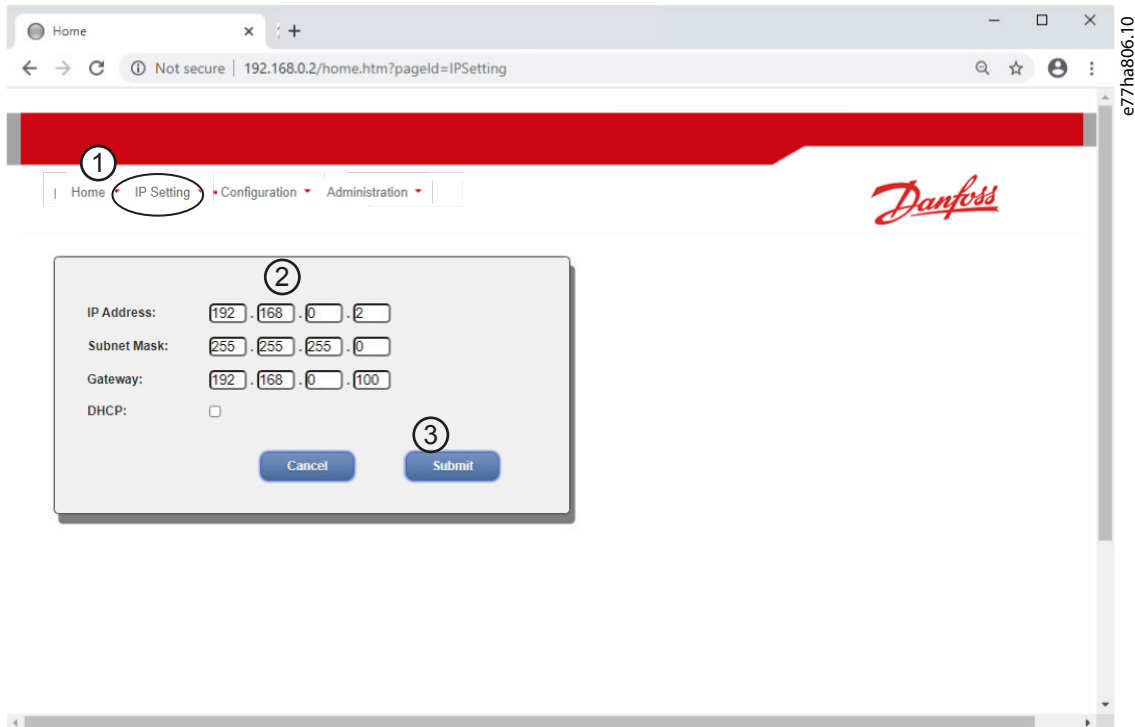 Home
Not secure | 192.168.0.2/home.htm?pageId=IPSetting
e77ha806.10
1
Home IP Setting Configuration Administration
Danfoss
2
IP Address: 192 . 168 . 0 . 2
Subnet Mask: 255 . 255 . 255 . 0
Gateway: 192 . 168 . 0 . 100
DHCP:
3
Cancel Submit